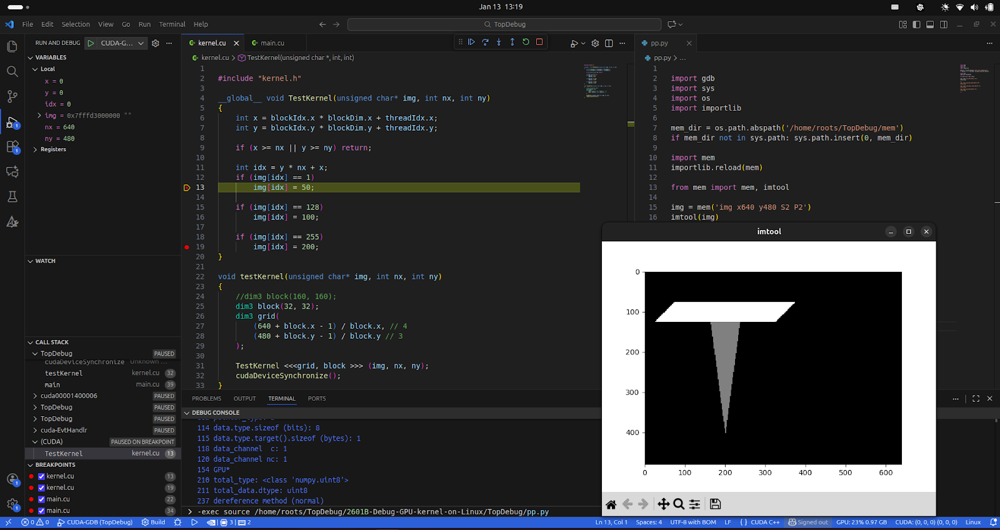 Jan 13 13:19
File Edit Selection View Go Run Terminal Help
TopDebug
RUN AND DEBUG CUDA-G...
kernel.cu
main.cu
pp.py
kernel.cu > TestKernel(unsigned char *, int, int)
pp.py > ...
VARIABLES
Local
x = 0
y = 0
idx = 0
img = 0x7fffd3000000 ""
nx = 640
ny = 480
Registers
WATCH
CALL STACK
TopDebug PAUSED
cudaDeviceSynchronize Unknown ...
testKernel kernel.cu 32
main main.cu 39
cuda00001400006 PAUSED
TopDebug PAUSED
TopDebug PAUSED
cuda-EvtHandlr PAUSED
(CUDA) PAUSED ON BREAKPOINT
TestKernel kernel.cu 13
BREAKPOINTS
kernel.cu 13
kernel.cu 19
main.cu 22
main.cu 34
1
2 #include "kernel.h"
3
4 __global__ void TestKernel(unsigned char* img, int nx, int ny)
5 {
6 int x = blockIdx.x * blockDim.x + threadIdx.x;
7 int y = blockIdx.y * blockDim.y + threadIdx.y;
8
9 if (x >= nx || y >= ny) return;
10
11 int idx = y * nx + x;
12 if (img[idx] == 1)
13 img[idx] = 50;
14
15 if (img[idx] == 128)
16 img[idx] = 100;
17
18 if (img[idx] == 255)
19 img[idx] = 200;
20 }
21
22 void testKernel(unsigned char* img, int nx, int ny)
23 {
24 //dim3 block(160, 160);
25 dim3 block(32, 32);
26 dim3 grid(
27 (640 + block.x - 1) / block.x, // 4
28 (480 + block.y - 1) / block.y // 3
29 );
30
31 TestKernel <<<grid, block >>> (img, nx, ny);
32 cudaDeviceSynchronize();
33 }
1
2 import gdb
3 import sys
4 import os
5 import importlib
6
7 mem_dir = os.path.abspath('/home/roots/TopDebug/mem')
8 if mem_dir not in sys.path: sys.path.insert(0, mem_dir)
9
10 import mem
11 importlib.reload(mem)
12
13 from mem import mem, imtool
14
15 img = mem('img x640 y480 S2 P2')
16 imtool(img)
imtool
0
100
200
300
400
0 100 200 300 400 500 600
PROBLEMS OUTPUT TERMINAL PORTS
DEBUG CONSOLE
114 data.type.sizeof (bits): 8
115 data.type.target().sizeof (bytes): 1
118 data_channel c: 1
120 data_channel nc: 1
154 GPU*
210 total_type: <class 'numpy.uint8'>
211 total_data.dtype: uint8
237 dereference method (normal)
> -exec source /home/roots/TopDebug/2601B-Debug-GPU-kernel-on-Linux/TopDebug/pp.py
0 0 CUDA-GDB (TopDebug) Build 3 2 Ln 13, Col 1 Spaces: 4 UTF-8 with BOM LF {} CUDA C++ Signed out GPU: 23% 0.97 GB CUDA: (0, 0, 0) (0, 0, 0) Linux